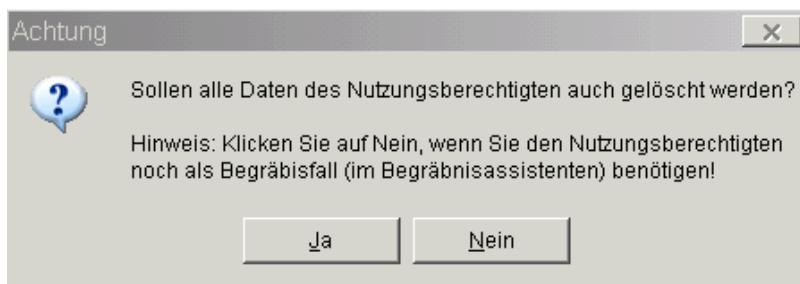 Achtung
Sollen alle Daten des Nutzungsberechtigten auch gelöscht werden?
Hinweis: Klicken Sie auf Nein, wenn Sie den Nutzungsberechtigten
noch als Begräbisfall (im Begräbnisassistenten) benötigen!
Ja
Nein